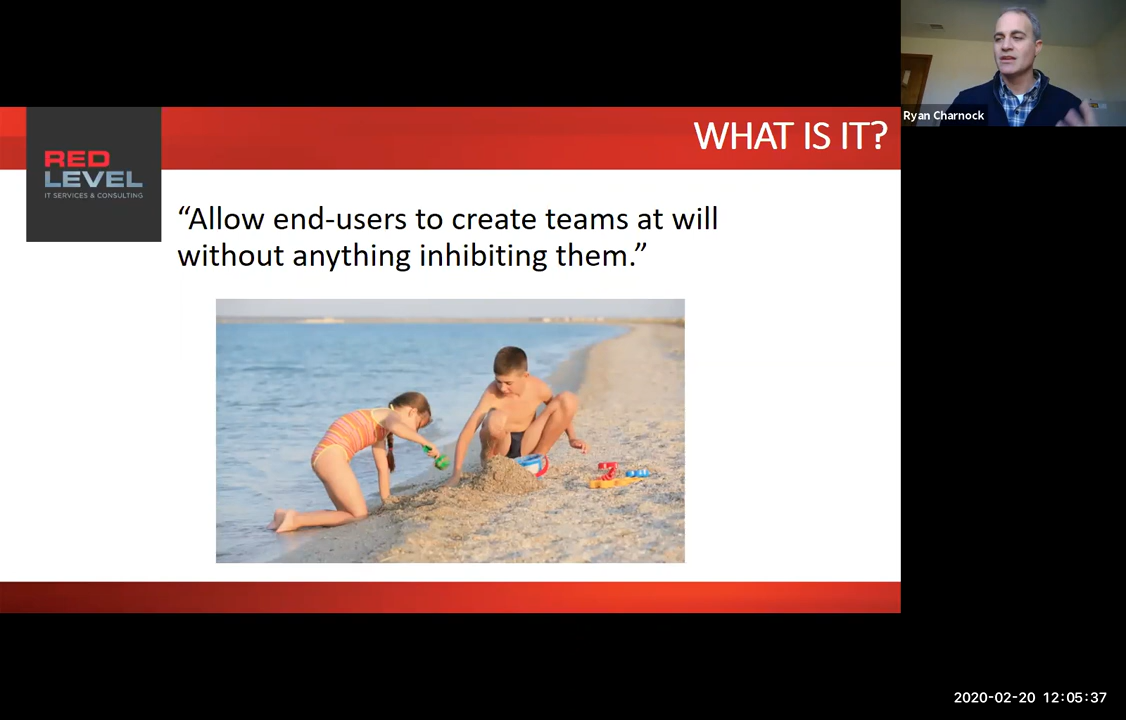 WHAT IS IT?
RED
LEVEL
IT SERVICES & CONSULTING
“Allow end-users to create teams at will
without anything inhibiting them.”
Ryan Charnock
2020-02-20 12:05:37